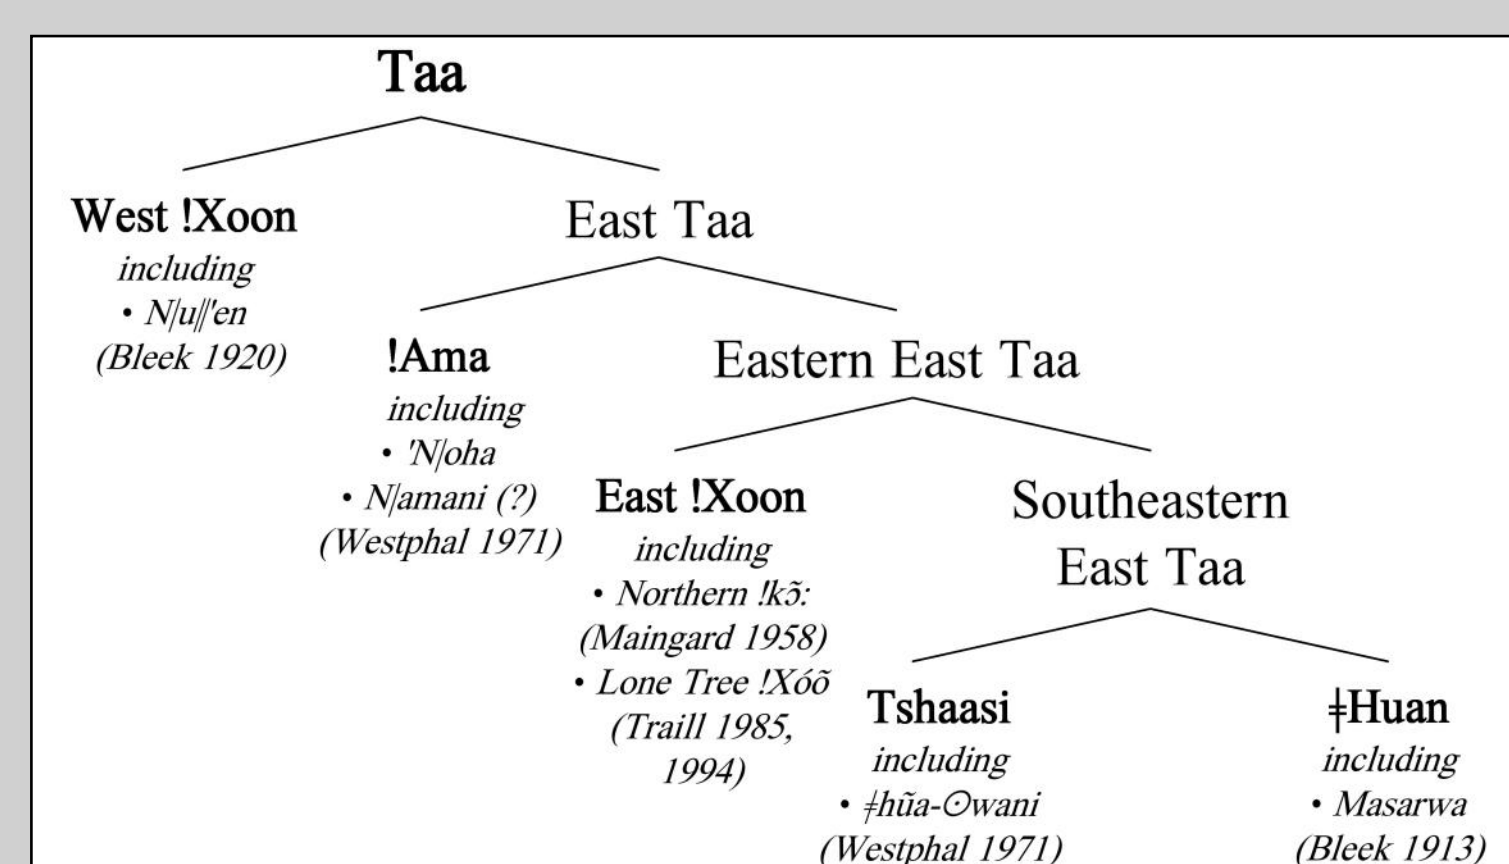 Taa
West !Xoon
including
• N|u||'en
(Bleek 1920)
East Taa
!Ama
including
• 'N|oha
• N|amani (?)
(Westphal 1971)
Eastern East Taa
East !Xoon
including
• Northern !kɔ̃:
(Maingard 1958)
• Lone Tree !Xóõ
(Traill 1985,
1994)
Southeastern
East Taa
Tshaasi
including
• ǂhũa-ʘwani
(Westphal 1971)
ǂHuan
including
• Masarwa
(Bleek 1913)